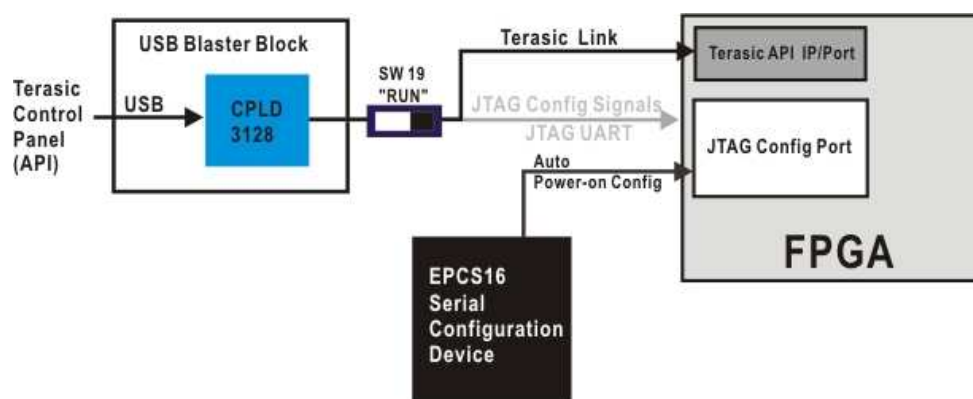 USB Blaster Block
Terasic
Control
Panel
(API)
USB
CPLD
3128
SW 19
"RUN"
Terasic Link
JTAG Config Signals
JTAG UART
Auto
Power-on Config
Terasic API IP/Port
JTAG Config Port
FPGA
EPCS16
Serial
Configuration
Device